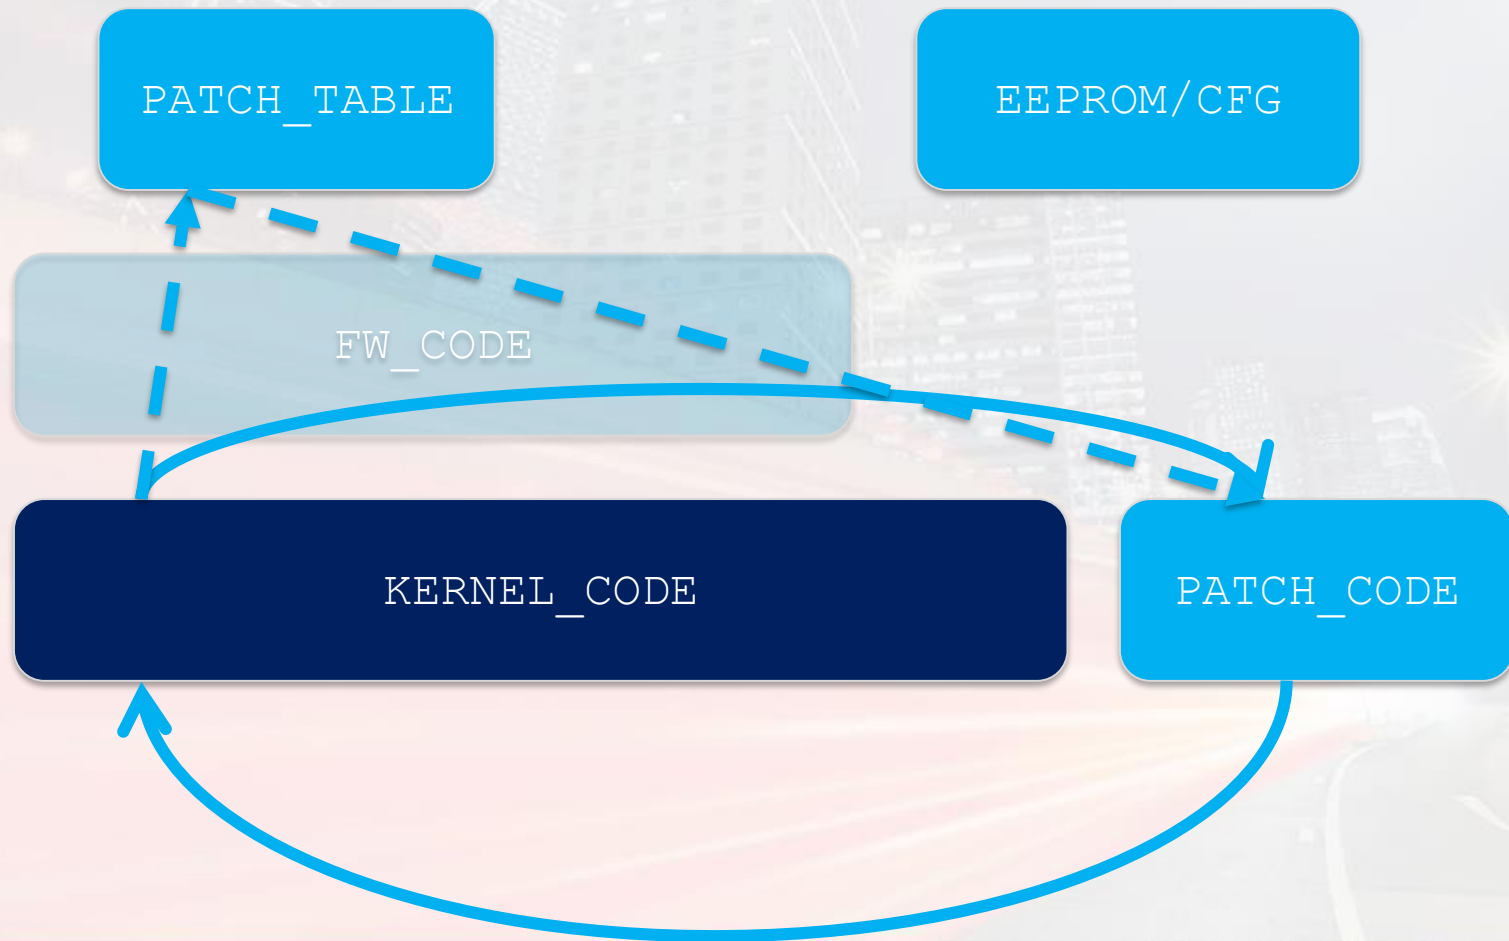 PATCH_TABLE
EEPROM/CFG
FW_CODE
KERNEL_CODE
PATCH_CODE